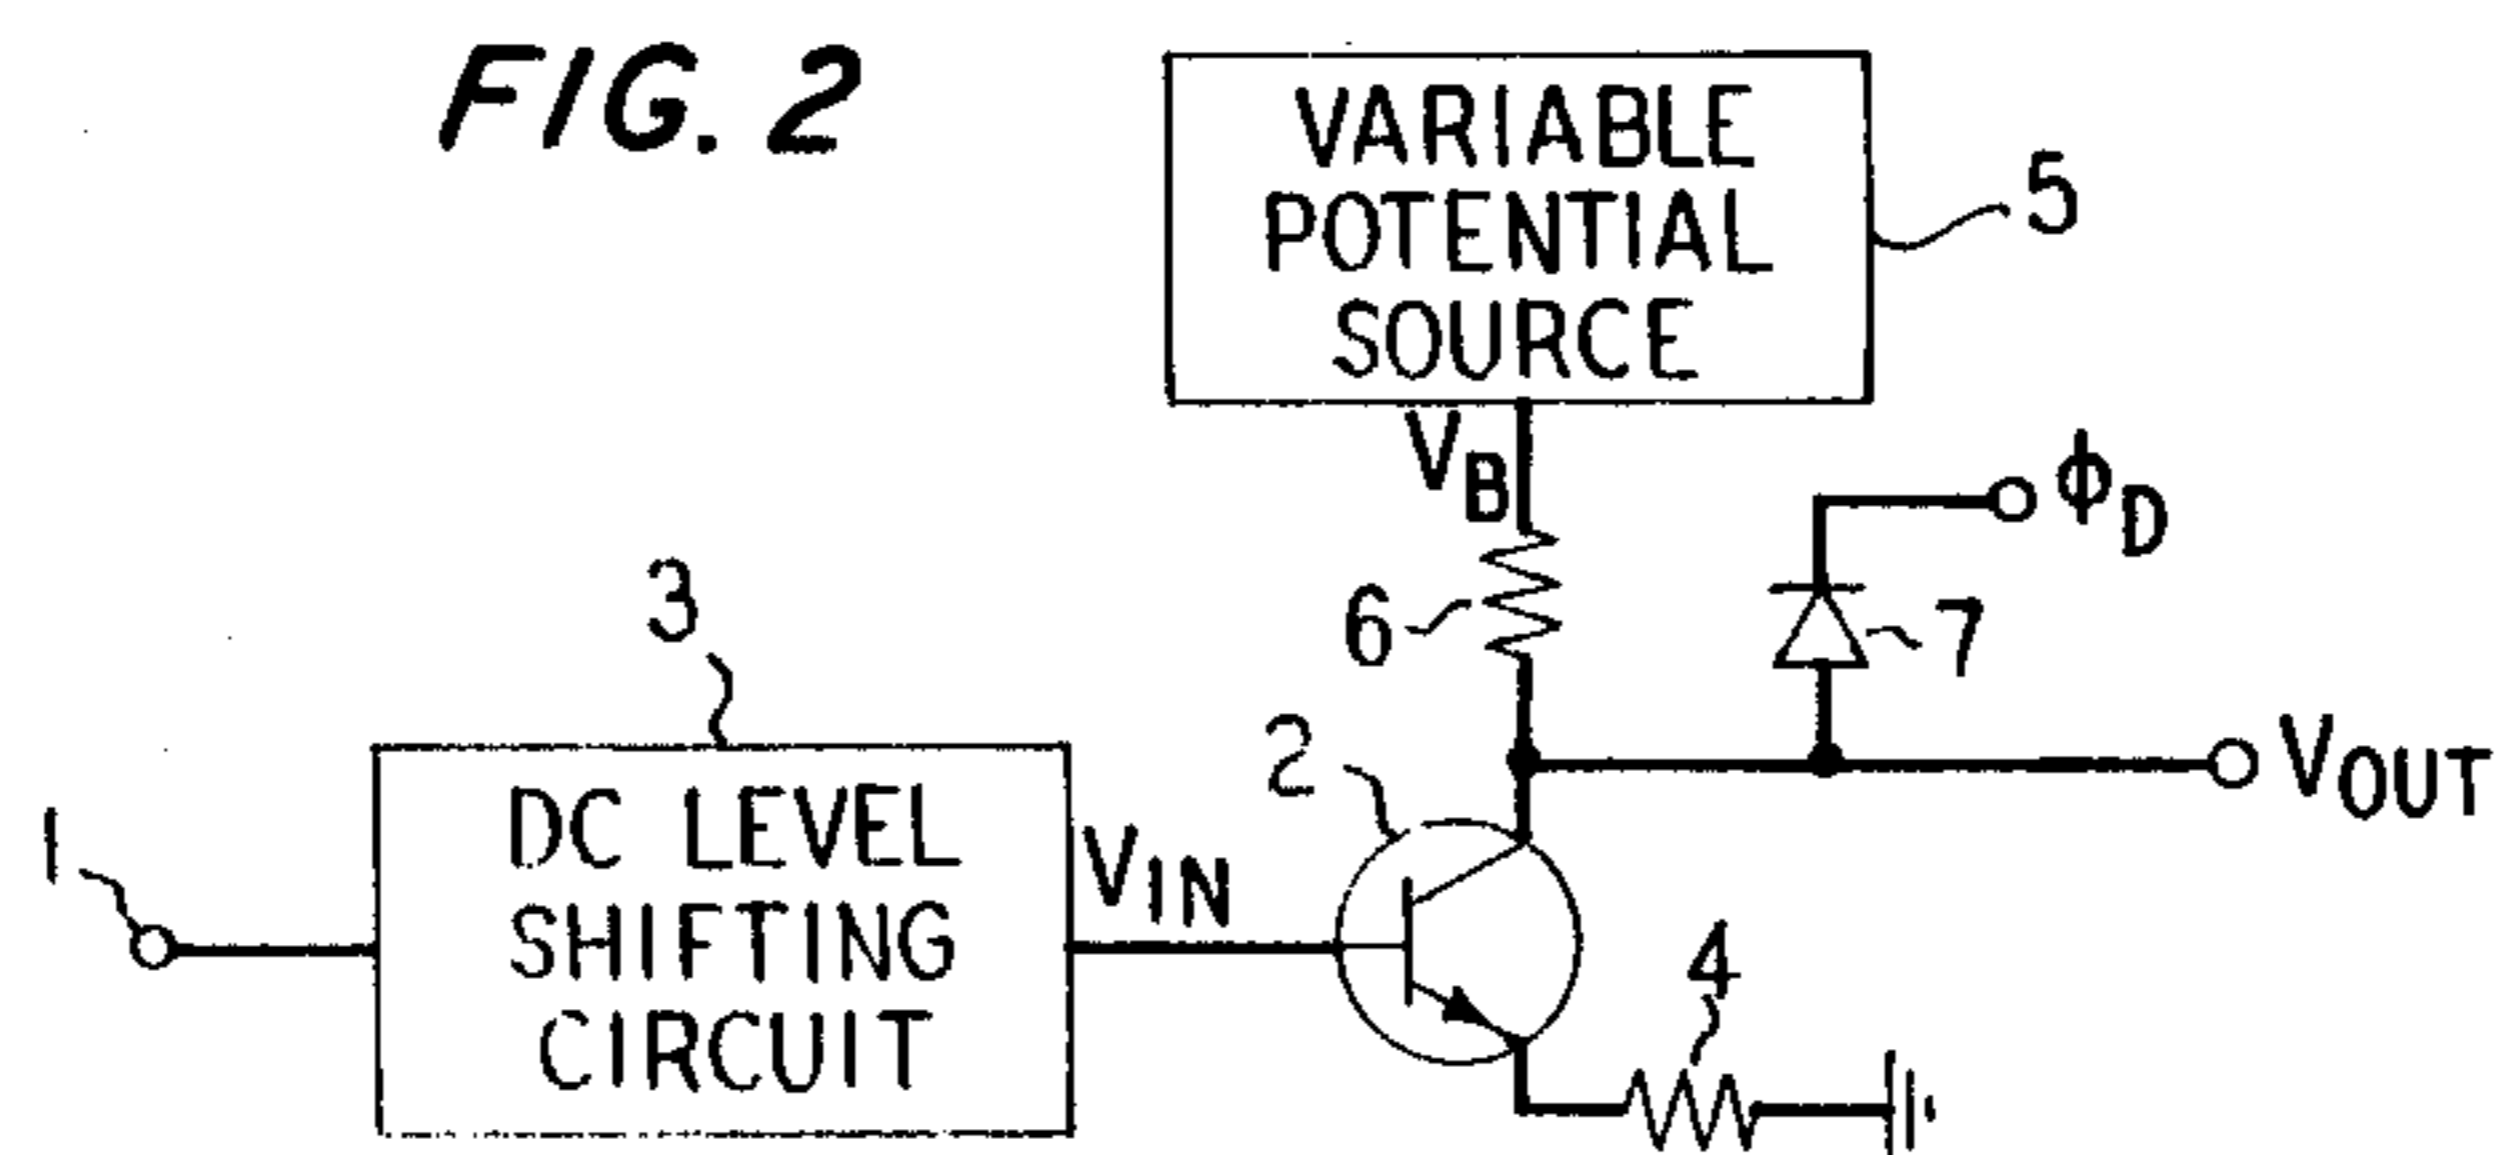 FIG. 2
VARIABLE
POTENTIAL
SOURCE
5
VB
ϕD
3
6
7
2
VOUT
1
DC LEVEL
SHIFTING
CIRCUIT
VIN
4